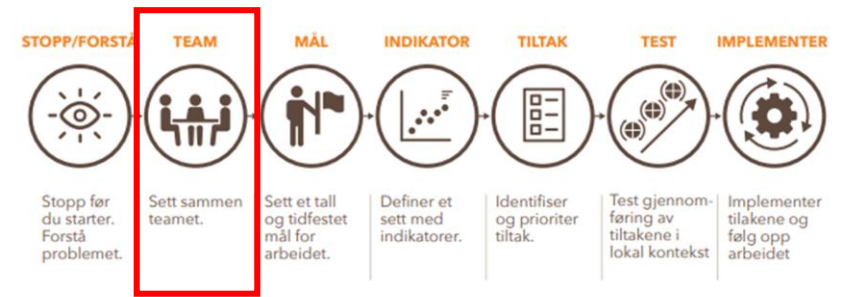 STOPP/FORSTÅ
TEAM
MÅL
INDIKATOR
TILTAK
TEST
IMPLEMENTER
Stopp før
du starter.
Forstå
problemet.
Sett sammen
teamet.
Sett et tall
og tidfestet
mål for
arbeidet.
Definer et
sett med
indikatorer.
Identifiser
og prioriter
tiltak.
Test gjennom-
føring av
tiltakene i
lokal kontekst
Implementer
tilakene og
følg opp
arbeidet